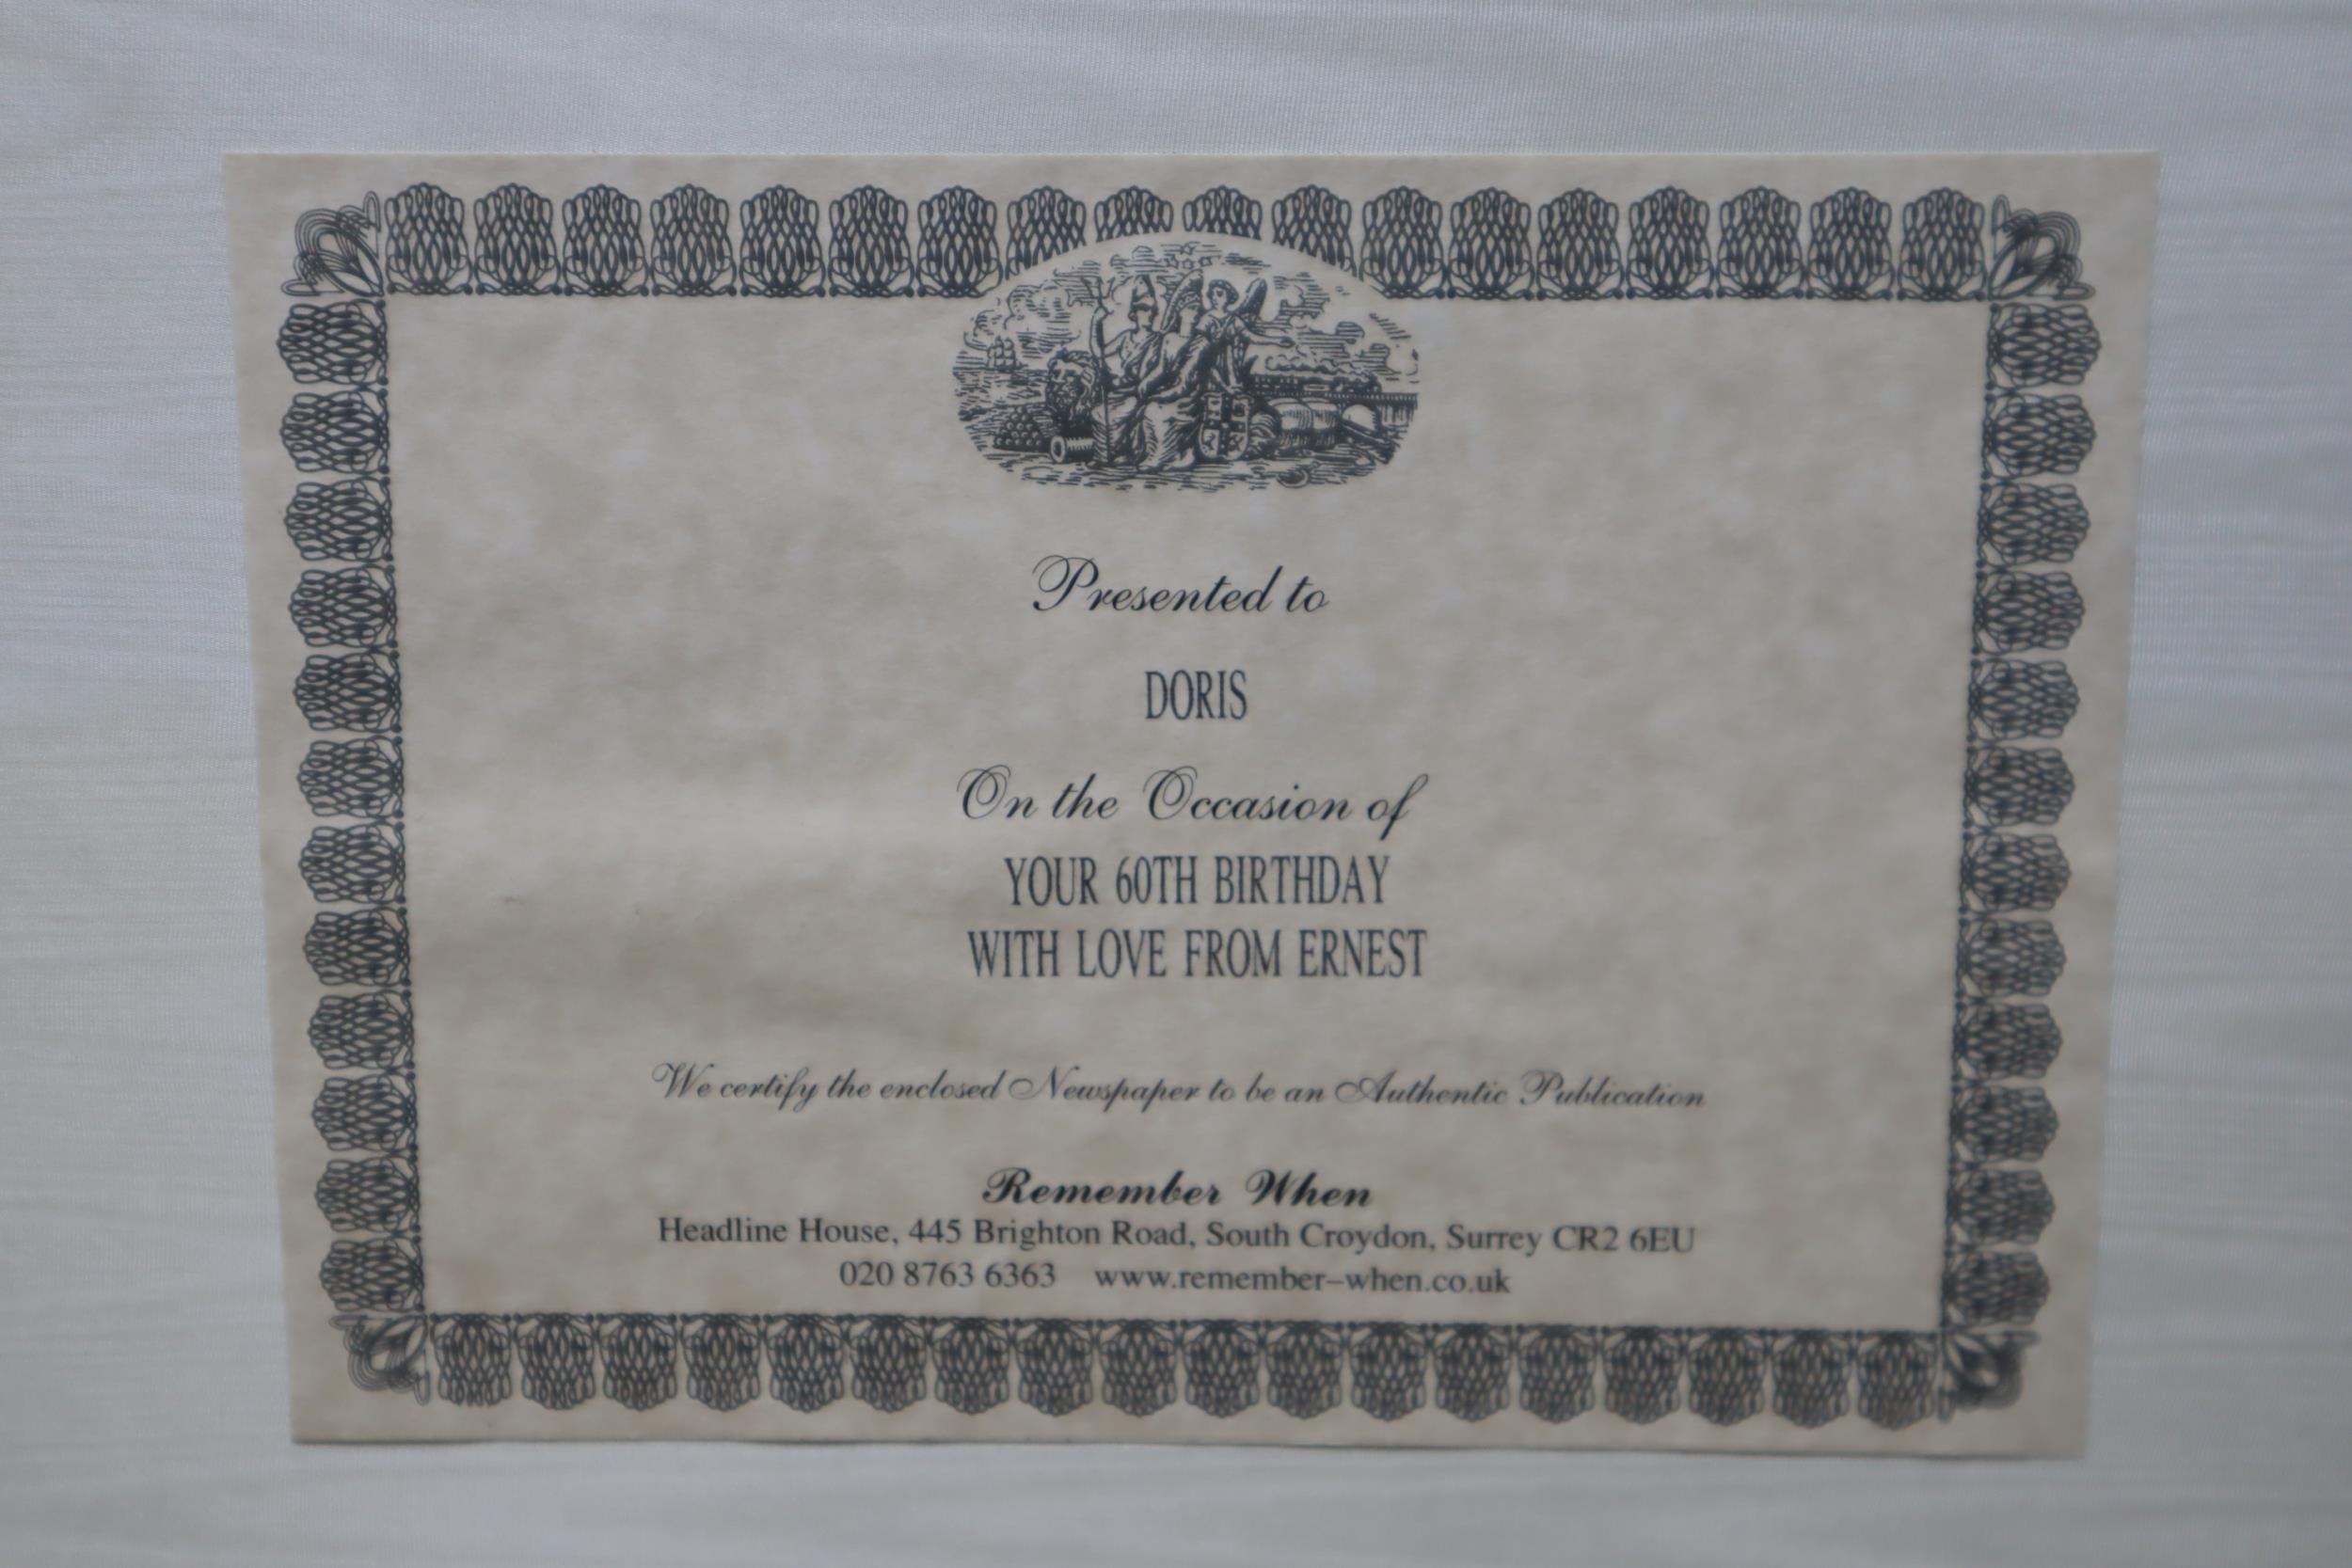 Presented to
DORIS
On the Occasion of
YOUR 60TH BIRTHDAY
WITH LOVE FROM ERNEST
We certify the enclosed Newspaper to be an Authentic Publication
Remember When
Headline House, 445 Brighton Road, South Croydon, Surrey CR2 6EU
020 8763 6363 www.remember-when.co.uk